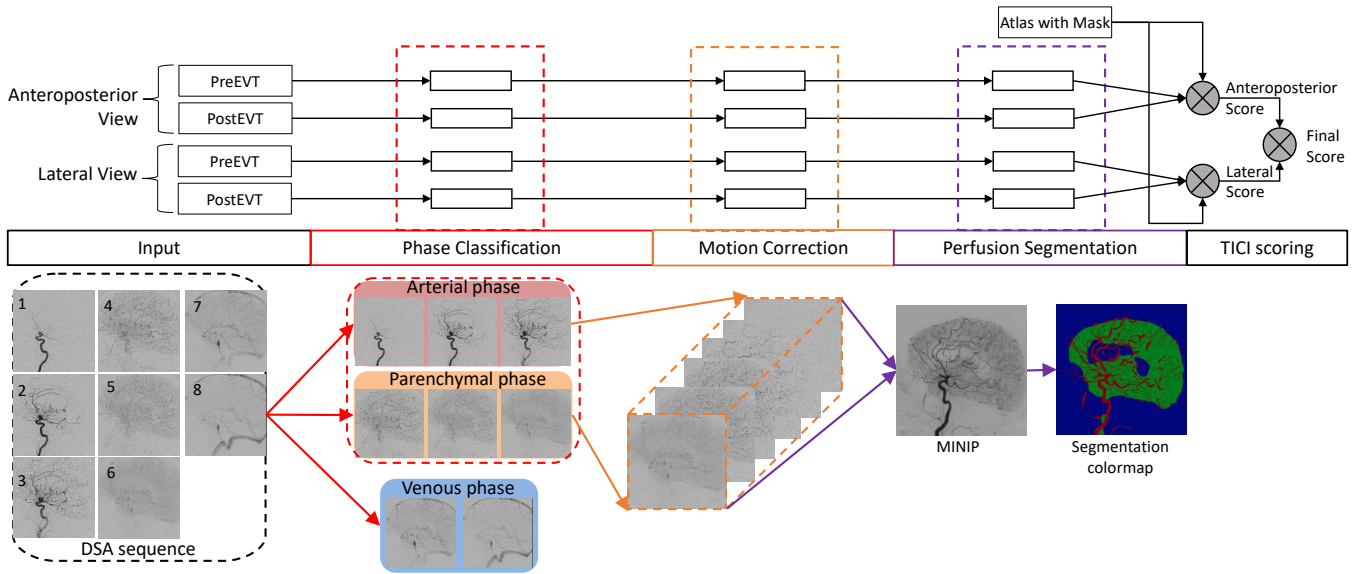 Atlas with Mask
Anteroposterior
View
PreEVT
PostEVT
Lateral View
PreEVT
PostEVT
Anteroposterior
Score
Lateral
Score
Final
Score
Input
Phase Classification
Motion Correction
Perfusion Segmentation
TICI scoring
1
4
7
2
5
8
3
6
DSA sequence
Arterial phase
Parenchymal phase
Venous phase
MINIP
Segmentation
colormap